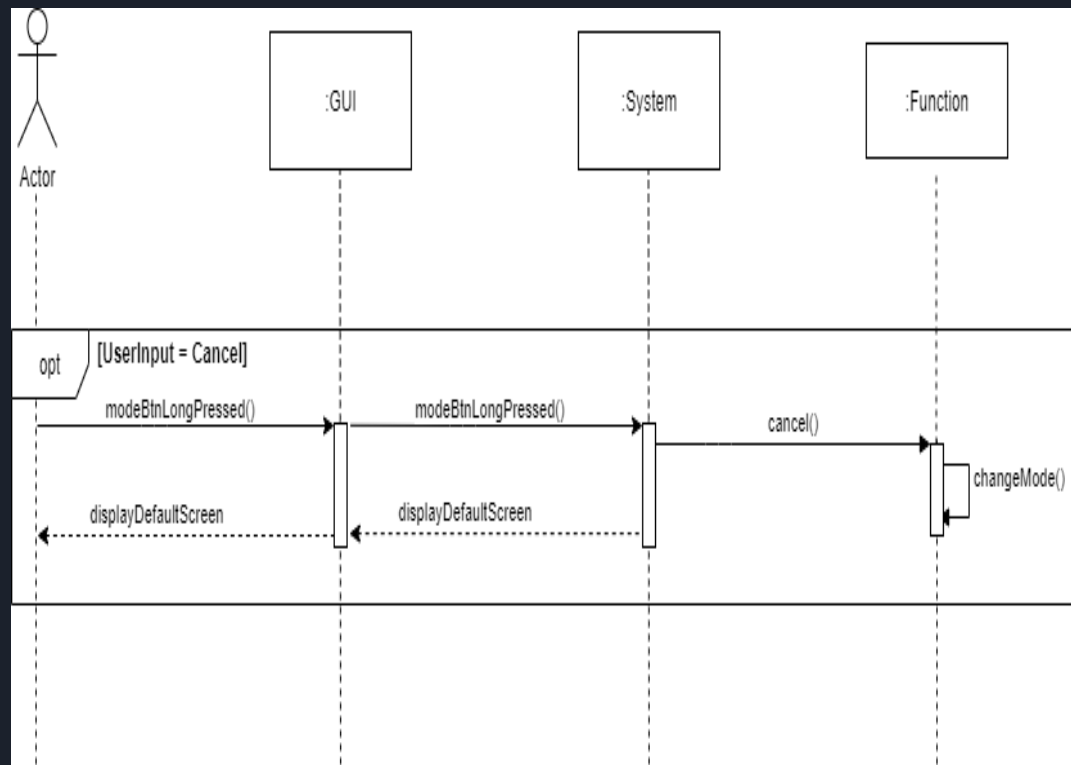 Actor
:GUI
:System
:Function
opt
[UserInput = Cancel]
modeBtnLongPressed()
modeBtnLongPressed()
cancel()
changeMode()
displayDefaultScreen
displayDefaultScreen